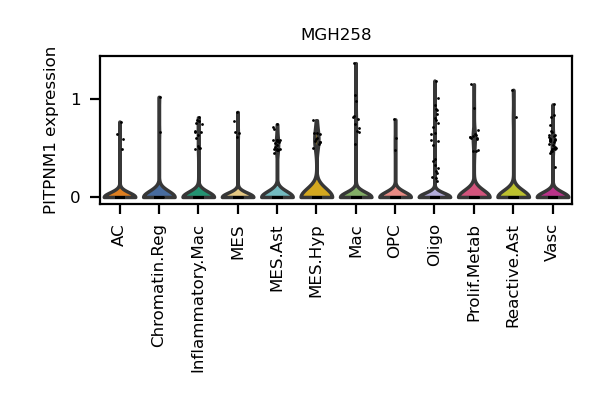 MGH258
PITPNM1 expression
1
0
AC
Chromatin.Reg
Inflammatory.Mac
MES
MES.Ast
MES.Hyp
Mac
OPC
Oligo
Prolif.Metab
Reactive.Ast
Vasc